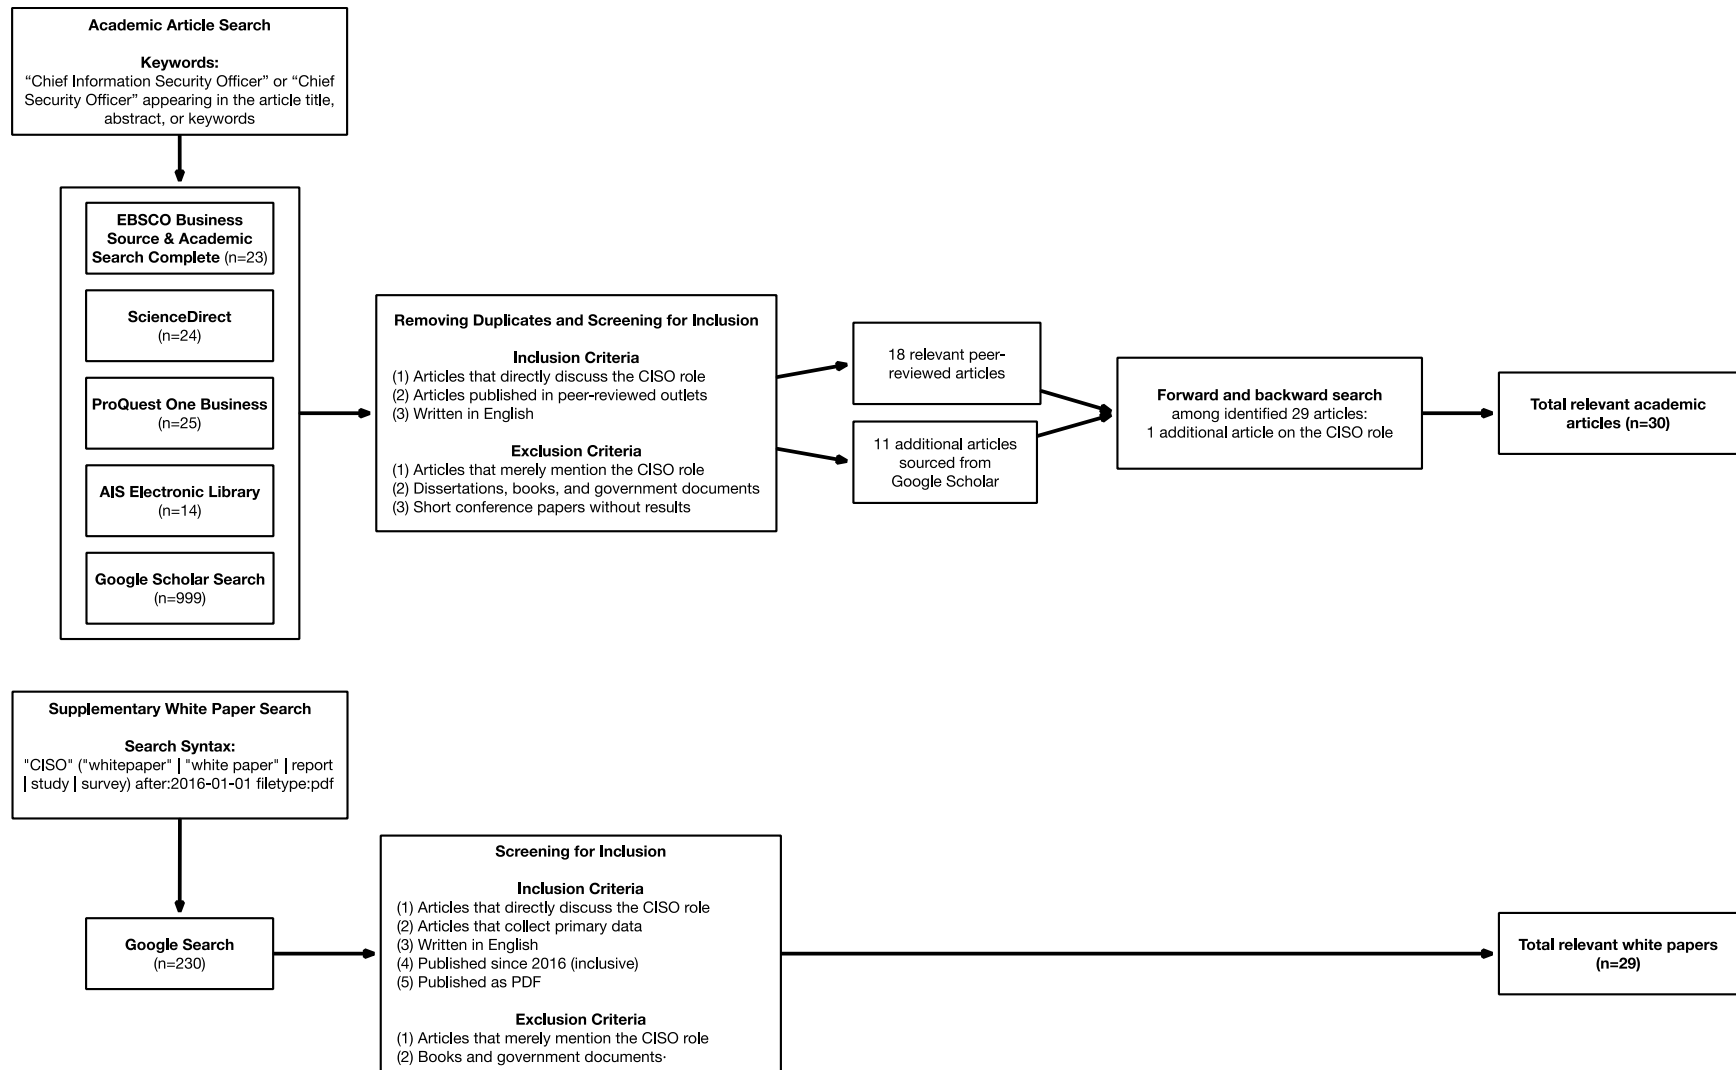 Academic Article Search
Keywords:
“Chief Information Security Officer” or “Chief
Security Officer” appearing in the article title,
abstract, or keywords
EBSCO Business
Source & Academic
Search Complete (n=23)
ScienceDirect
(n=24)
ProQuest One Business
(n=25)
AIS Electronic Library
(n=14)
Google Scholar Search
(n=999)
Removing Duplicates and Screening for Inclusion
Inclusion Criteria
(1) Articles that directly discuss the CISO role
(2) Articles published in peer-reviewed outlets
(3) Written in English
Exclusion Criteria
(1) Articles that merely mention the CISO role
(2) Dissertations, books, and government documents
(3) Short conference papers without results
18 relevant peer-
reviewed articles
11 additional articles
sourced from
Google Scholar
Forward and backward search
among identified 29 articles:
1 additional article on the CISO role
Total relevant academic
articles (n=30)
Supplementary White Paper Search
Search Syntax:
"CISO" ("whitepaper" | "white paper" | report
| study | survey) after:2016-01-01 filetype:pdf
Google Search
(n=230)
Screening for Inclusion
Inclusion Criteria
(1) Articles that directly discuss the CISO role
(2) Articles that collect primary data
(3) Written in English
(4) Published since 2016 (inclusive)
(5) Published as PDF
Exclusion Criteria
(1) Articles that merely mention the CISO role
(2) Books and government documents·
Total relevant white papers
(n=29)